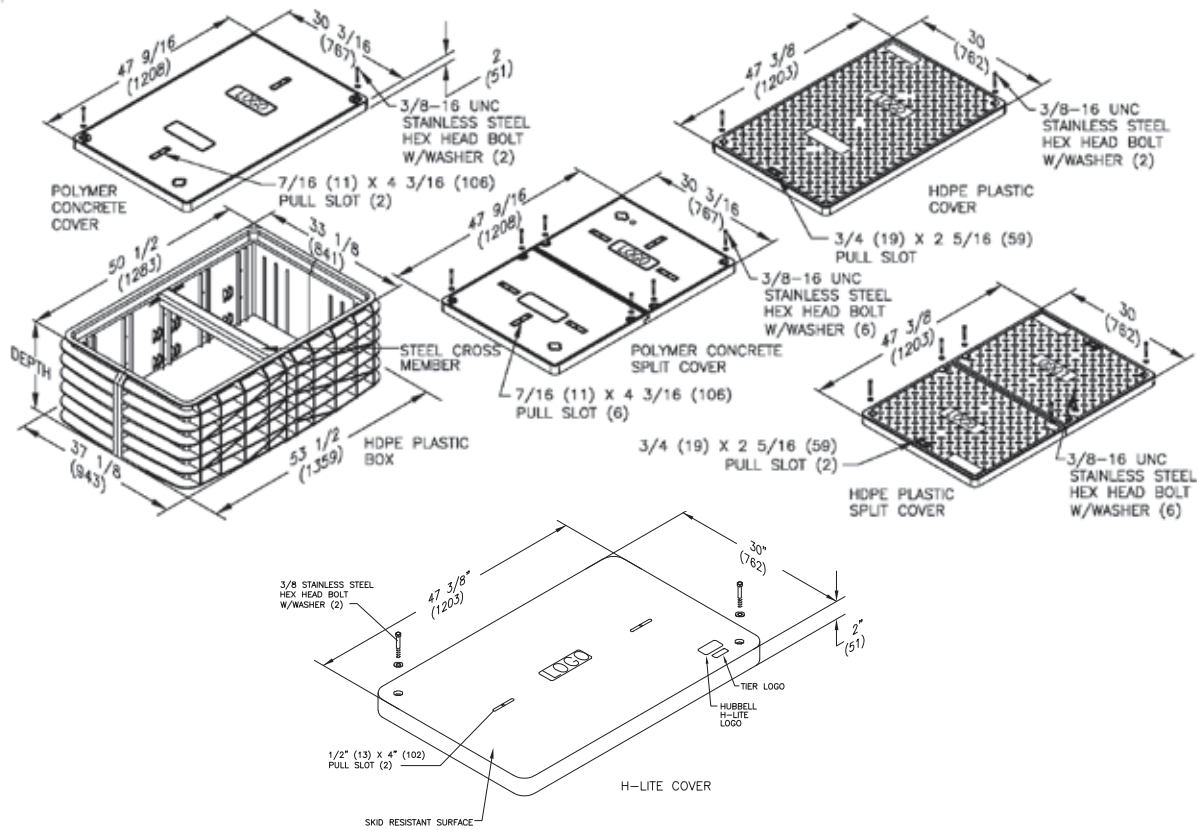 47 9/16
(1208)
30 3/16
(767)
2
(51)
LOGO
3/8-16 UNC
STAINLESS STEEL
HEX HEAD BOLT
W/WASHER (2)
7/16 (11) X 4 3/16 (106)
PULL SLOT (2)
POLYMER
CONCRETE
COVER
47 3/8
(1203)
30
(762)
LOGO
3/8-16 UNC
STAINLESS STEEL
HEX HEAD BOLT
W/WASHER (2)
HDPE PLASTIC
COVER
3/4 (19) X 2 5/16 (59)
PULL SLOT
50 1/2
(1283)
33 1/8
(841)
DEPTH
STEEL CROSS
MEMBER
37 1/8
(943)
53 1/2
(1359)
HDPE PLASTIC
BOX
47 9/16
(1208)
30 3/16
(767)
LOGO
3/8-16 UNC
STAINLESS STEEL
HEX HEAD BOLT
W/WASHER (6)
POLYMER CONCRETE
SPLIT COVER
7/16 (11) X 4 3/16 (106)
PULL SLOT (6)
47 3/8
(1203)
30
(762)
LOGO
3/4 (19) X 2 5/16 (59)
PULL SLOT (2)
HDPE PLASTIC
SPLIT COVER
3/8-16 UNC
STAINLESS STEEL
HEX HEAD BOLT
W/WASHER (6)
3/8 STAINLESS STEEL
HEX HEAD BOLT
W/WASHER (2)
47 3/8"
(1203)
30"
(762)
2"
(51)
LOGO
TIER LOGO
HUBBELL
H-LITE
LOGO
1/2" (13) X 4" (102)
PULL SLOT (2)
H-LITE COVER
SKID RESISTANT SURFACE